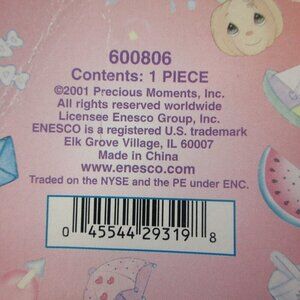 600806
Contents: 1 PIECE
©2001 Precious Moments, Inc.
All rights reserved worldwide
Licensee Enesco Group, Inc.
ENESCO is a registered U.S. trademark
Elk Grove Village, IL 60007
Made in China
www.enesco.com
Traded on the NYSE and the PE under ENC.
0 45544 29319 8